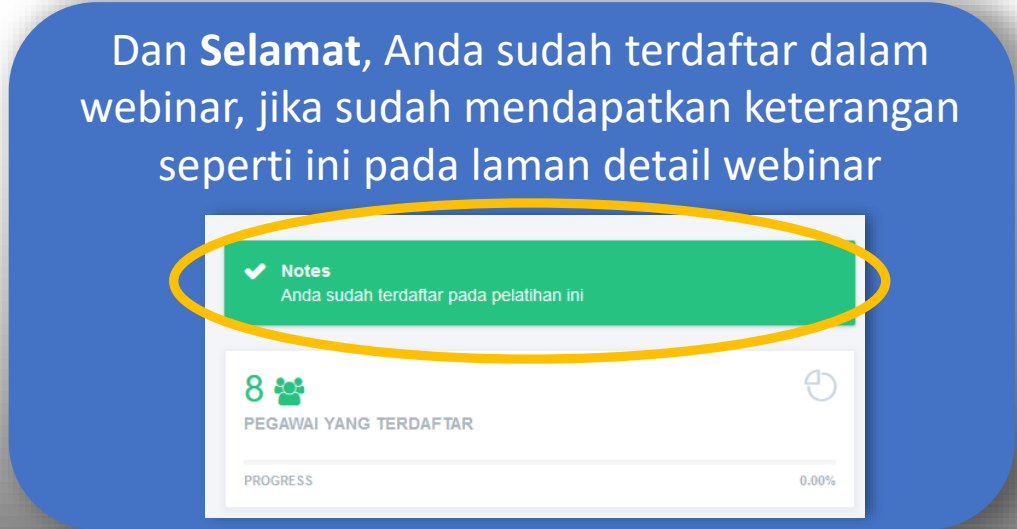 Dan Selamat, Anda sudah terdaftar dalam
webinar, jika sudah mendapatkan keterangan
seperti ini pada laman detail webinar
Notes
Anda sudah terdaftar pada pelatihan ini
8
PEGAWAI YANG TERDAFTAR
PROGRESS 0.00%